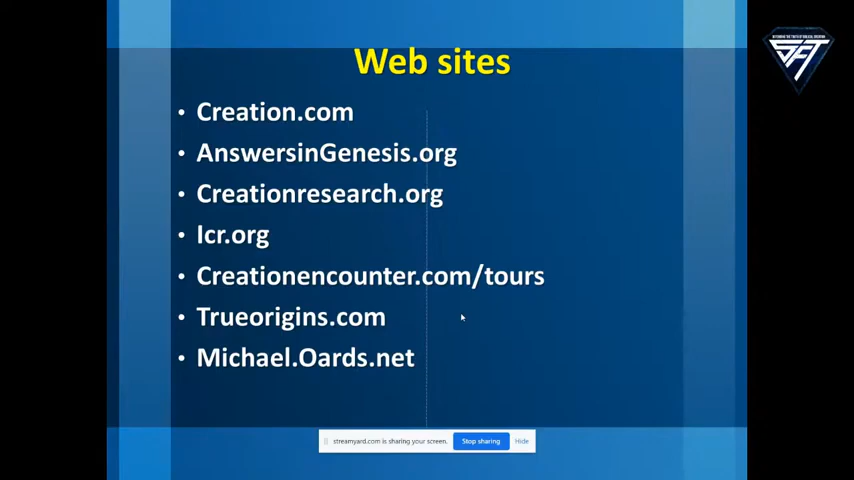 Web sites
• Creation.com
• AnswersinGenesis.org
• Creationresearch.org
• Icr.org
• Creationencounter.com/tours
• Trueorigins.com
• Michael.Oards.net
streamyard.com is sharing your screen. Stop sharing Hide
SFT